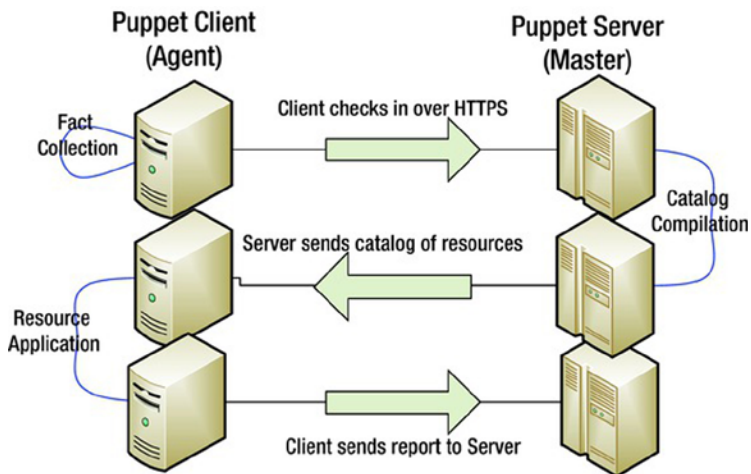 Puppet Client
(Agent)
Puppet Server
(Master)
Client checks in over HTTPS
Fact
Collection
Catalog
Compilation
Server sends catalog of resources
Resource
Application
Client sends report to Server